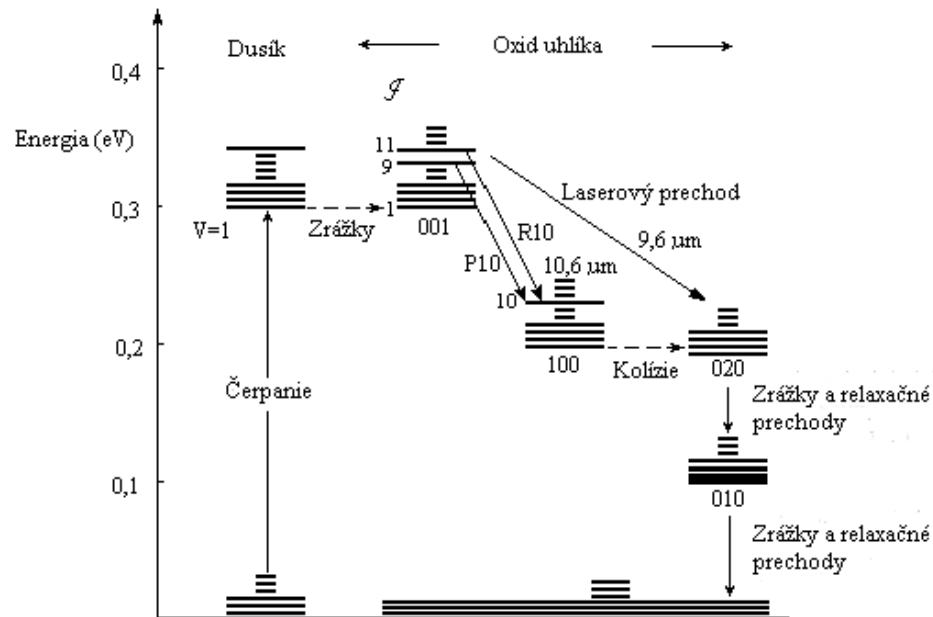 Dusík
Oxid uhlíka
0,4
𝒥
Energia (eV)
11
9
Laserový prechod
0,3
V=1
Zrážky
1
001
9,6 µm
R10
P10
10,6 µm
10
0,2
100
Kolízie
020
Čerpanie
Zrážky a relaxačné
prechody
0,1
010
Zrážky a relaxačné
prechody